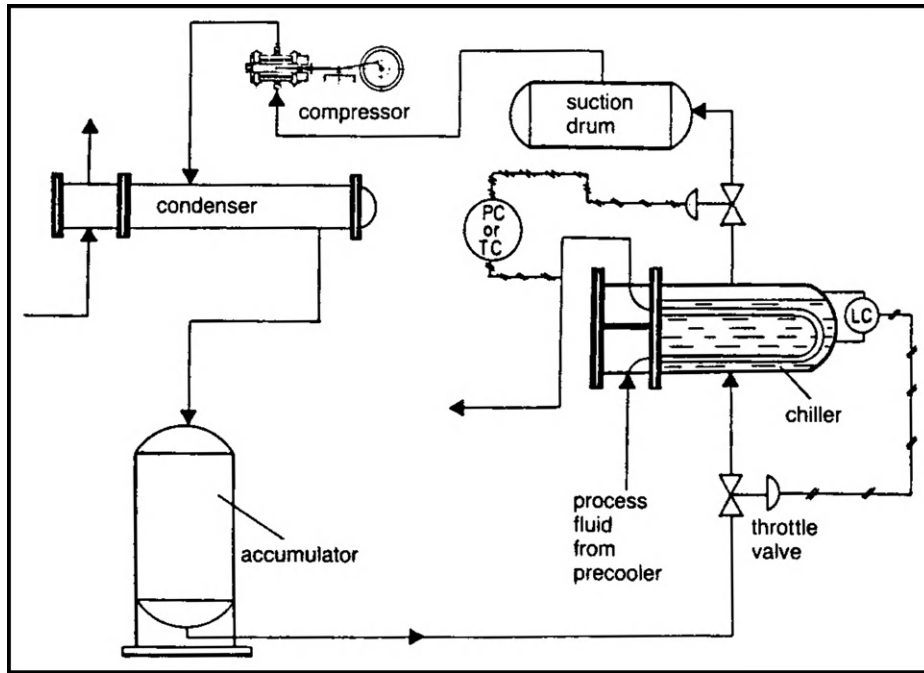 compressor
suction
drum
condenser
PC
or
TC
LC
chiller
process
fluid
from
precooler
throttle
valve
accumulator